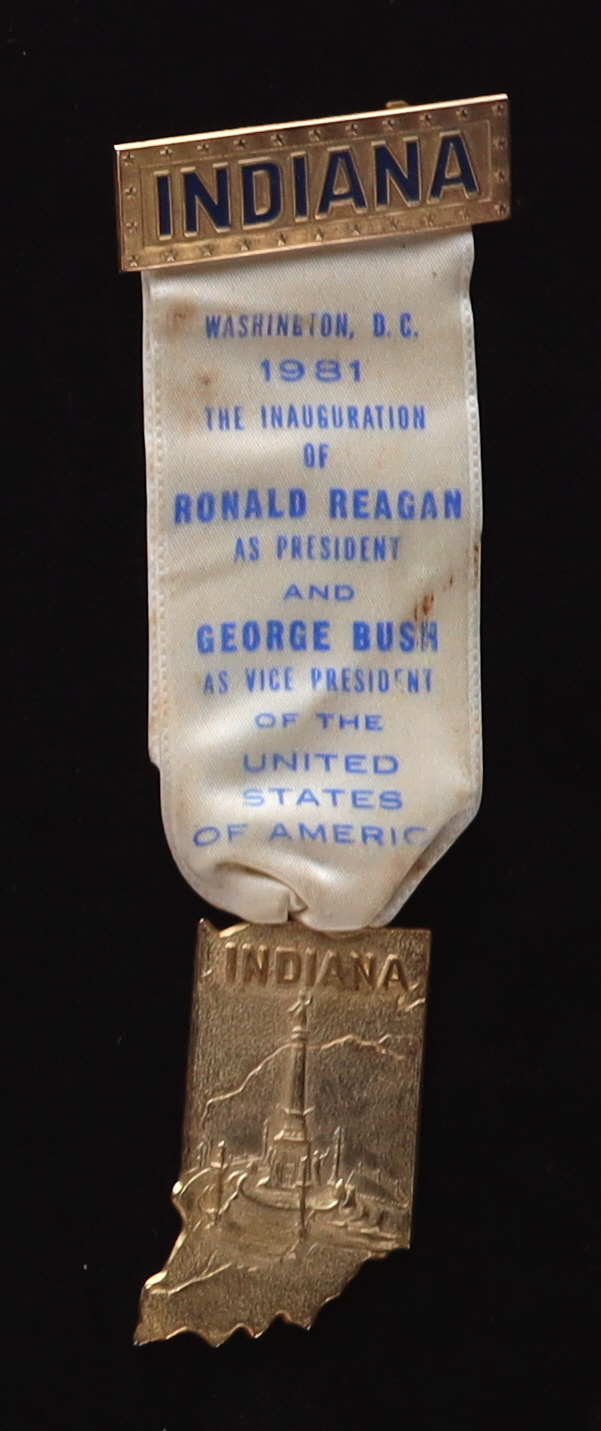 INDIANA
WASHINGTON, D.C.
1981
THE INAUGURATION
OF
RONALD REAGAN
AS PRESIDENT
AND
GEORGE BUSH
AS VICE PRESIDENT
OF THE
UNITED
STATES
OF AMERIC
INDIANA